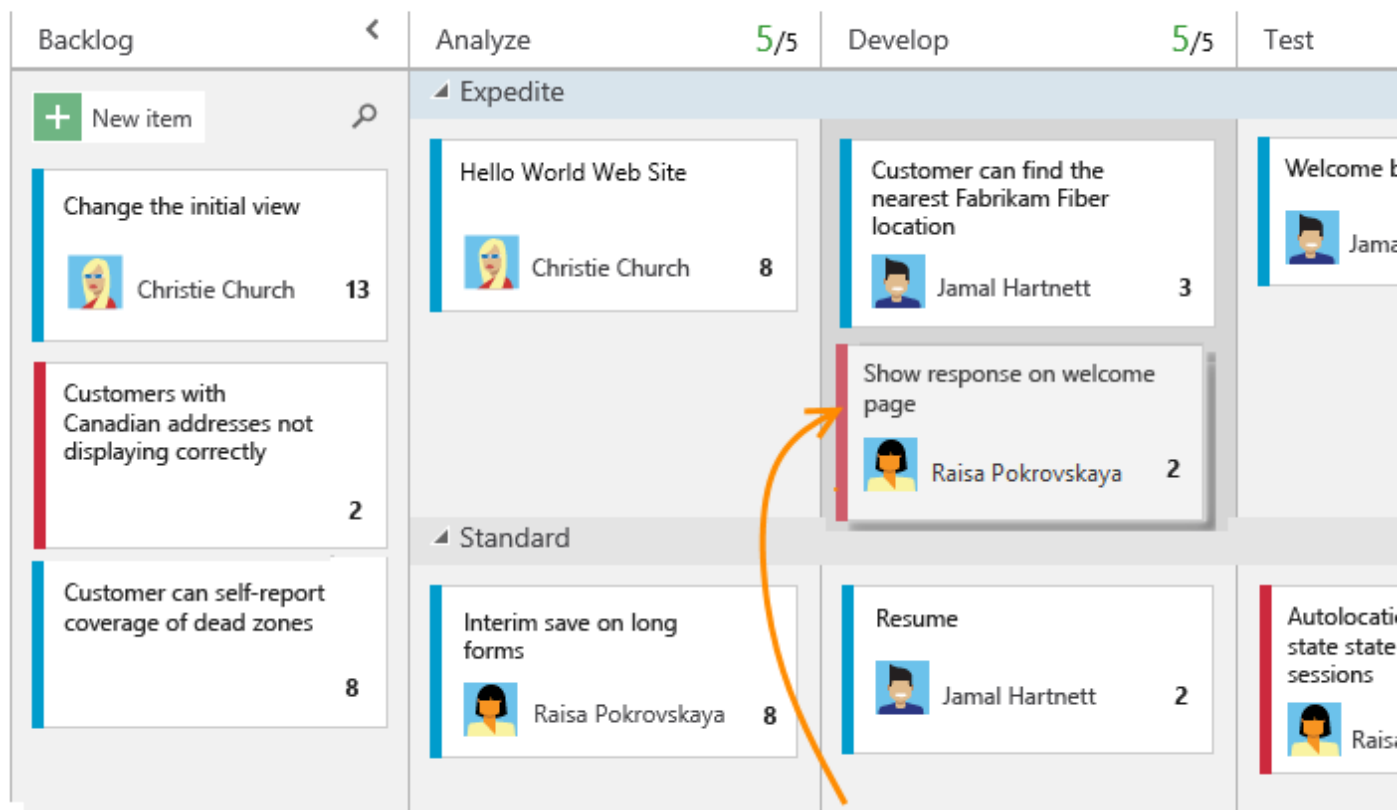 Backlog
Analyze
5/5
Develop
5/5
Test
Expedite
New item
Change the initial view
Christie Church
13
Customers with
Canadian addresses not
displaying correctly
2
Customer can self-report
coverage of dead zones
8
Hello World Web Site
Christie Church
8
Customer can find the
nearest Fabrikam Fiber
location
Jamal Hartnett
3
Show response on welcome
page
Raisa Pokrovskaya
2
Welcome
Standard
Interim save on long
forms
Raisa Pokrovskaya
8
Resume
Jamal Hartnett
2
state state
sessions